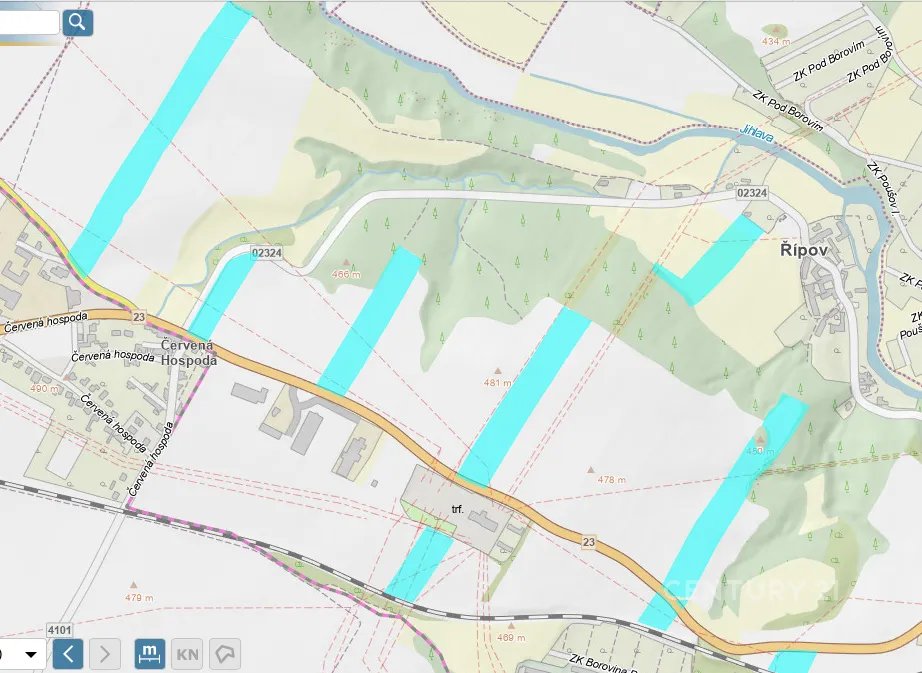 434 m
ZK Pod Borovím
ZK Pod Borovím
ZK Pod Borovím
Jihlava
ZK Poušov I.
02324
Řípov
02324
466 m
23
Červená hospoda
Červená
Hospoda
Červená hospoda
490 m
481 m
Červená hospoda
Červená hospoda
480 m
478 m
trf.
23
CENTURY 21
479 m
4101
469 m
m
KN
ZK Borovina